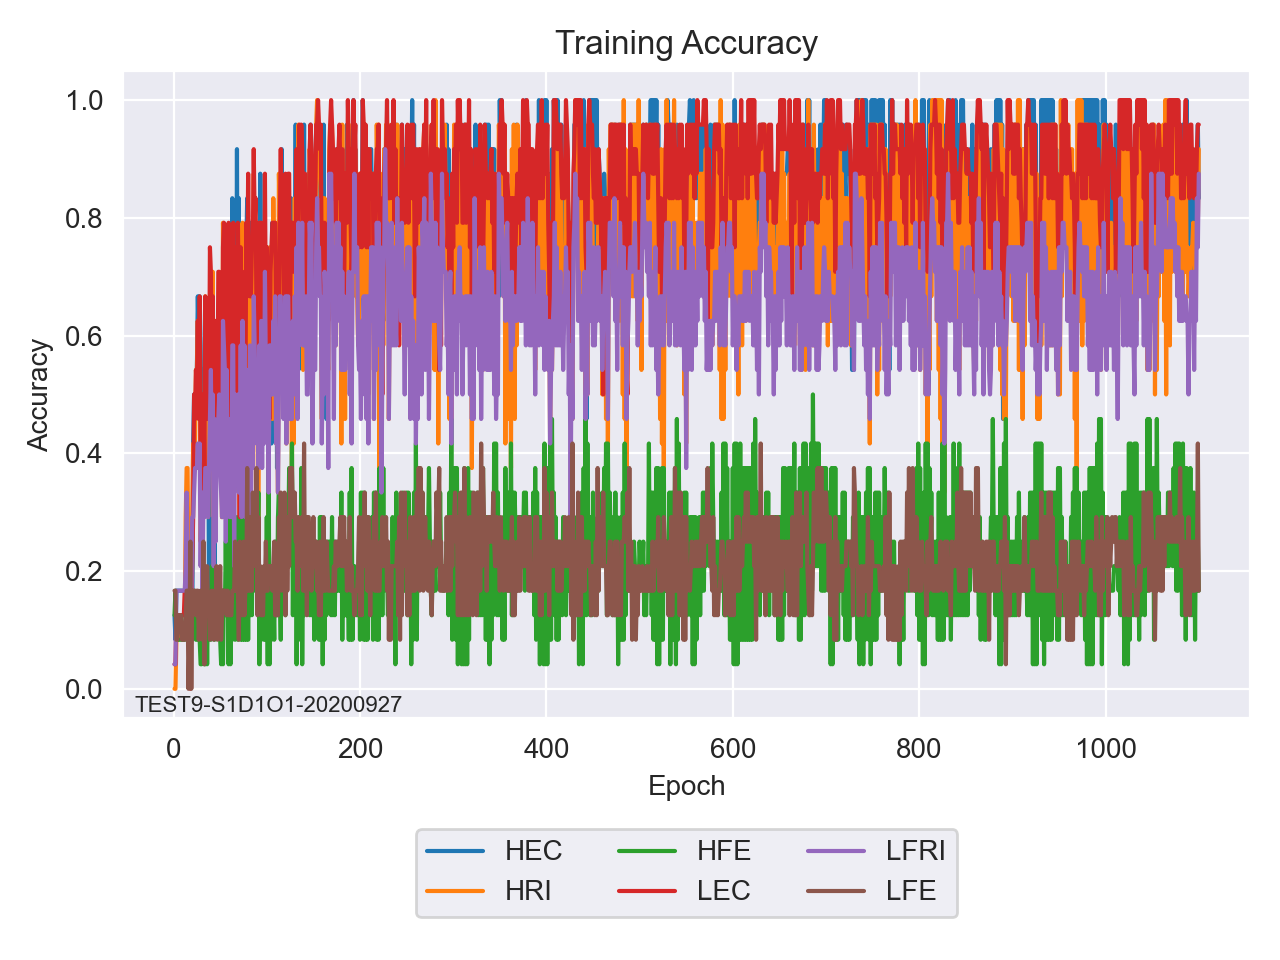 Training Accuracy
1.0
0.8
0.6
0.4
0.2
0.0
Accuracy
TEST9-S1D1O1-20200927
0 200 400 600 800 1000
Epoch
HEC HFE LFRI
HRI LEC LFE